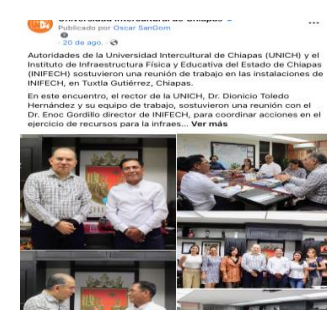 Universidad Intercultural de Chiapas
Publicado por Oscar SanGom
· 20 de ago. ·
Autoridades de la Universidad Intercultural de Chiapas (UNICH) y el
Instituto de Infraestructura Física y Educativa del Estado de Chiapas
(INIFECH) sostuvieron una reunión de trabajo en las instalaciones de
INIFECH, en Tuxtla Gutiérrez, Chiapas.
En este encuentro, el rector de la UNICH, Dr. Dionicio Toledo
Hernández y su equipo de trabajo, sostuvieron una reunión con el
Dr. Enoc Gordillo director de INIFECH, para coordinar acciones en el
ejercicio de recursos para la infraes... Ver más